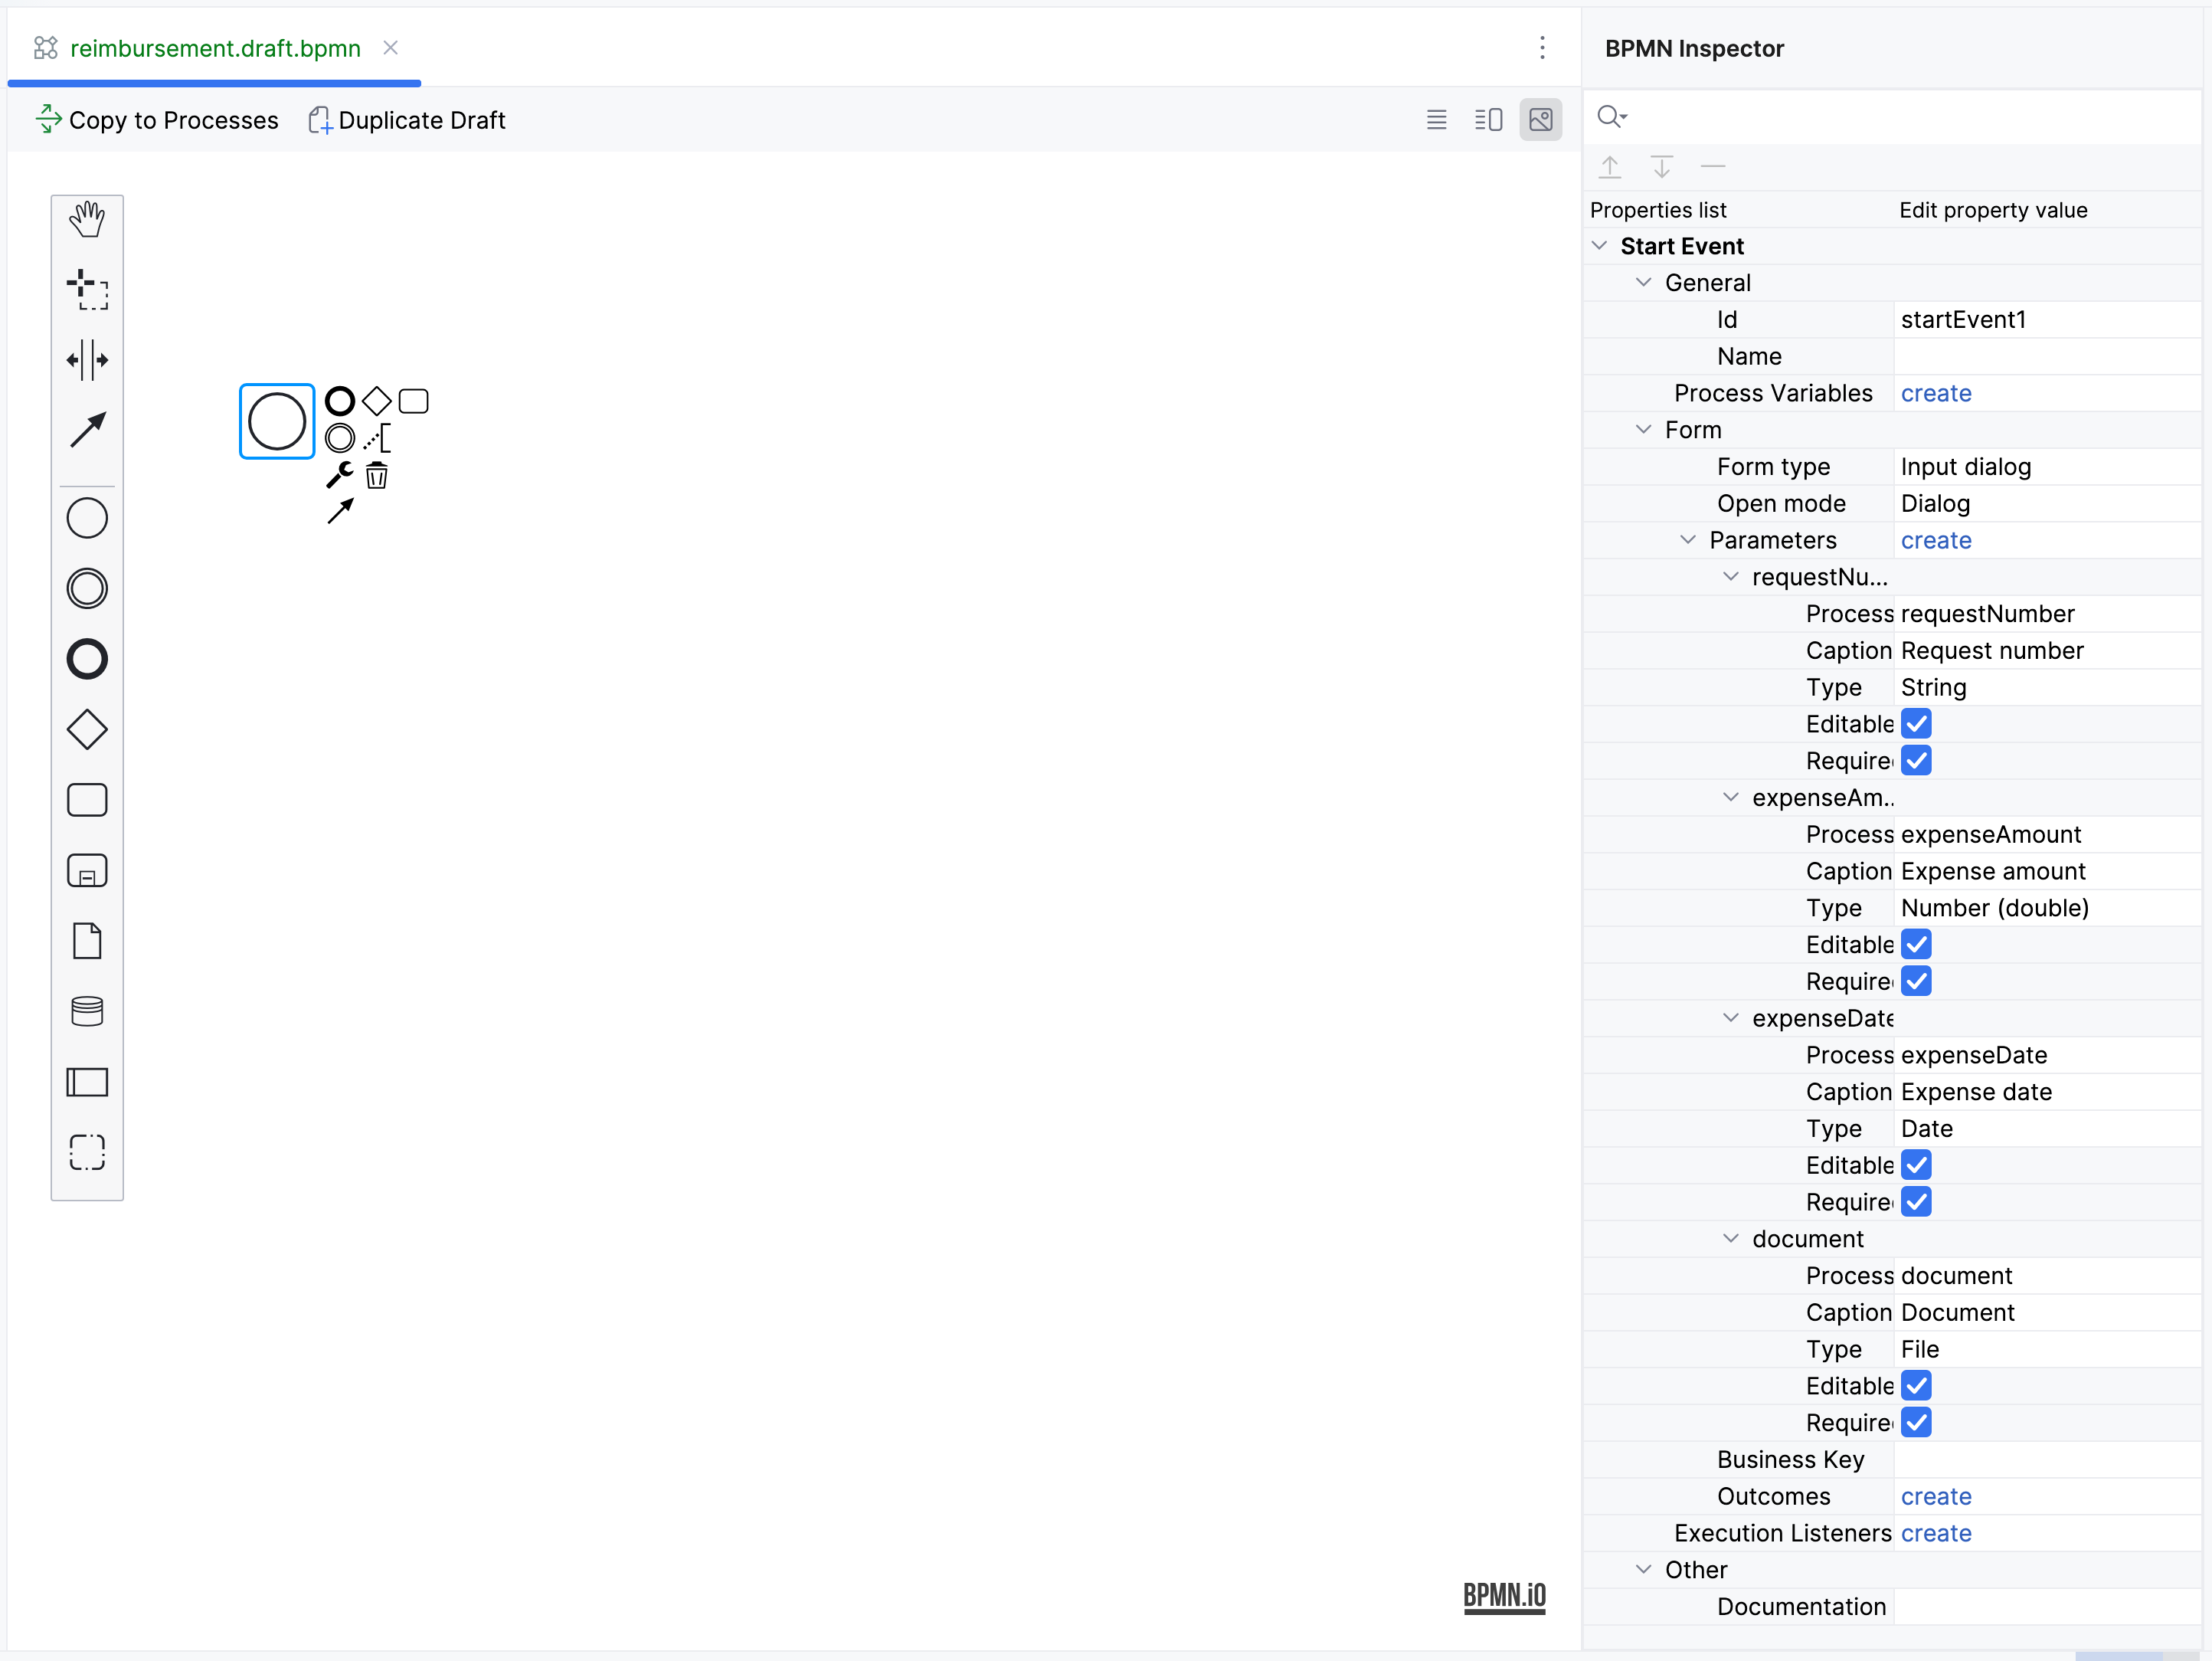 reimbursement.draft.bpmn
BPMN Inspector
Copy to Processes Duplicate Draft
Properties list Edit property value
Start Event
General
Id startEvent1
Name
Process Variables create
Form
Form type Input dialog
Open mode Dialog
Parameters create
requestNu...
Process requestNumber
Caption Request number
Type String
Editable
Require
expenseAm..
Process expenseAmount
Caption Expense amount
Type Number (double)
Editable
Require
expenseDate
Process expenseDate
Caption Expense date
Type Date
Editable
Require
document
Process document
Caption Document
Type File
Editable
Require
Business Key
Outcomes create
Execution Listeners create
Other
Documentation
BPMN.iO